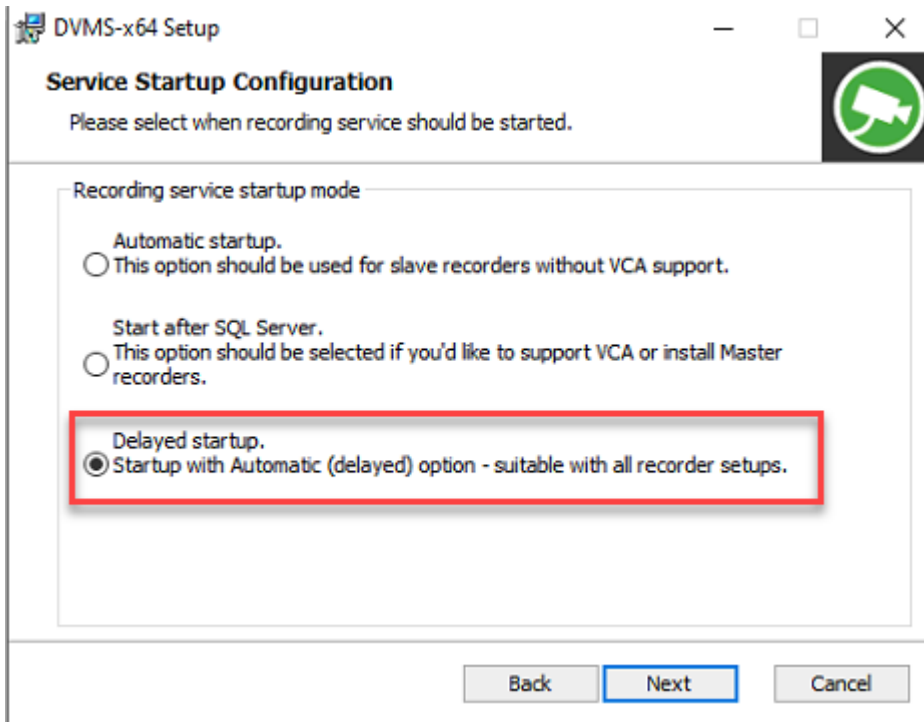 DVMS-x64 Setup
Service Startup Configuration
Please select when recording service should be started.
Recording service startup mode
Automatic startup.
This option should be used for slave recorders without VCA support.
Start after SQL Server.
This option should be selected if you'd like to support VCA or install Master
recorders.
Delayed startup.
Startup with Automatic (delayed) option - suitable with all recorder setups.
Back
Next
Cancel